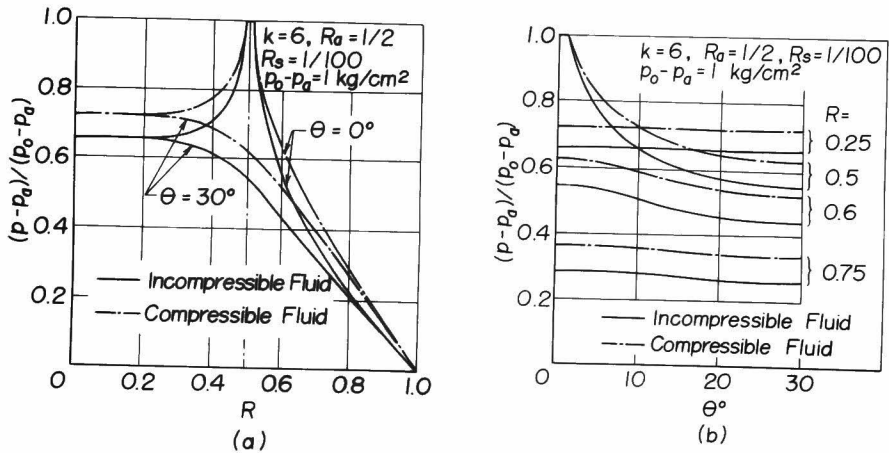 1.0
0.8
0.6
0.4
0.2
0
0.2
0.4
0.6
0.8
1.0
(p-pₐ)/(p₀-pₐ)
R
k=6, Rₐ=1/2
Rₛ=1/100
p₀-pₐ=1 kg/cm²
Θ=0°
Θ=30°
Incompressible Fluid
Compressible Fluid
(a)
1.0
0.8
0.6
0.4
0.2
0
10
20
30
(p-pₐ)/(p₀-pₐ)
Θ°
k=6, Rₐ=1/2, Rₛ=1/100
p₀-pₐ=1 kg/cm²
R=
0.25
0.5
0.6
0.75
Incompressible Fluid
Compressible Fluid
(b)